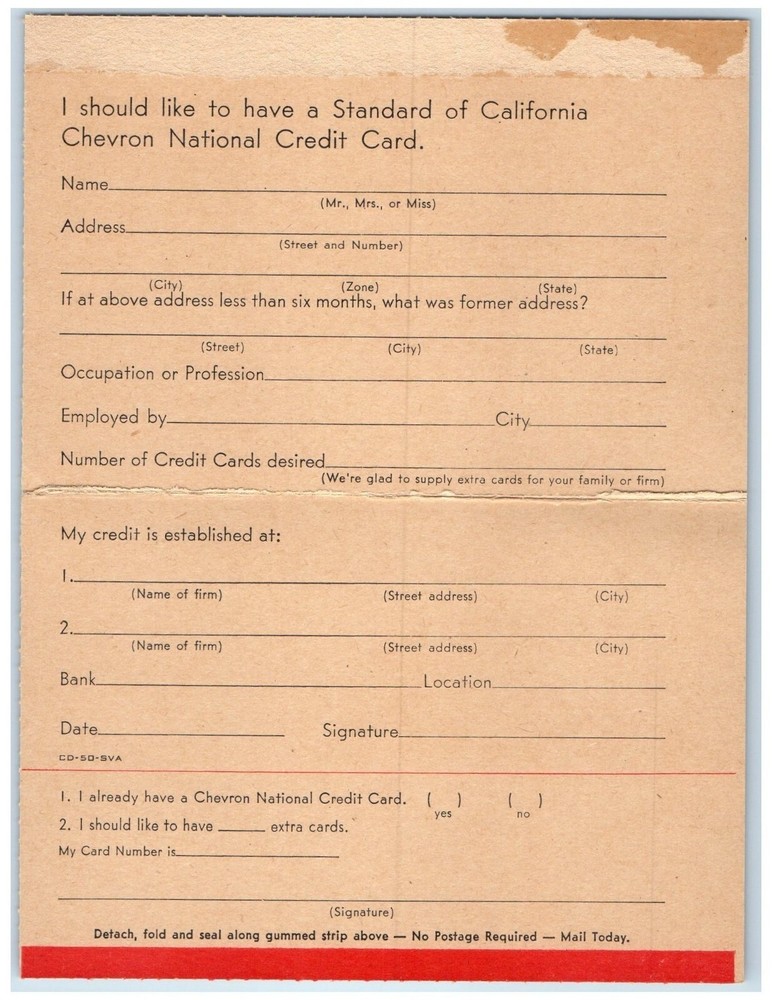 I should like to have a Standard of California
Chevron National Credit Card.
Name
(Mr., Mrs., or Miss)
Address
(Street and Number)
(City) (Zone) (State)
If at above address less than six months, what was former address?
(Street) (City) (State)
Occupation or Profession
Employed by City
Number of Credit Cards desired
(We're glad to supply extra cards for your family or firm)
My credit is established at:
1.
(Name of firm) (Street address) (City)
2.
(Name of firm) (Street address) (City)
Bank Location
Date Signature
CD-50-SVA
1. I already have a Chevron National Credit Card. ( ) ( )
yes no
2. I should like to have _____ extra cards.
My Card Number is
(Signature)
Detach, fold and seal along gummed strip above — No Postage Required — Mail Today.